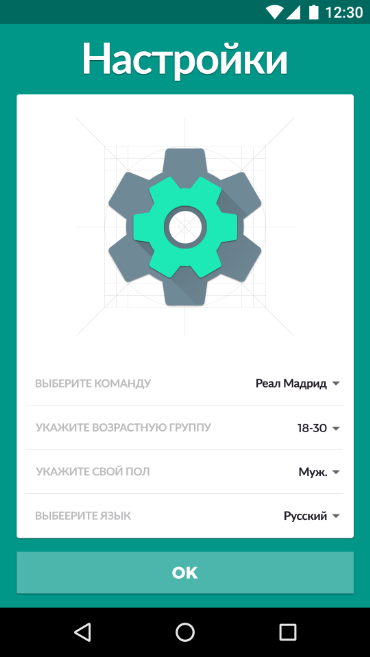 12:30
Настройки
ВЫБЕРИТЕ КОМАНДУ Реал Мадрид
УКАЖИТЕ ВОЗРАСТНУЮ ГРУППУ 18-30
УКАЖИТЕ СВОЙ ПОЛ Муж.
ВЫБЕЕРИТЕ ЯЗЫК Русский
OK